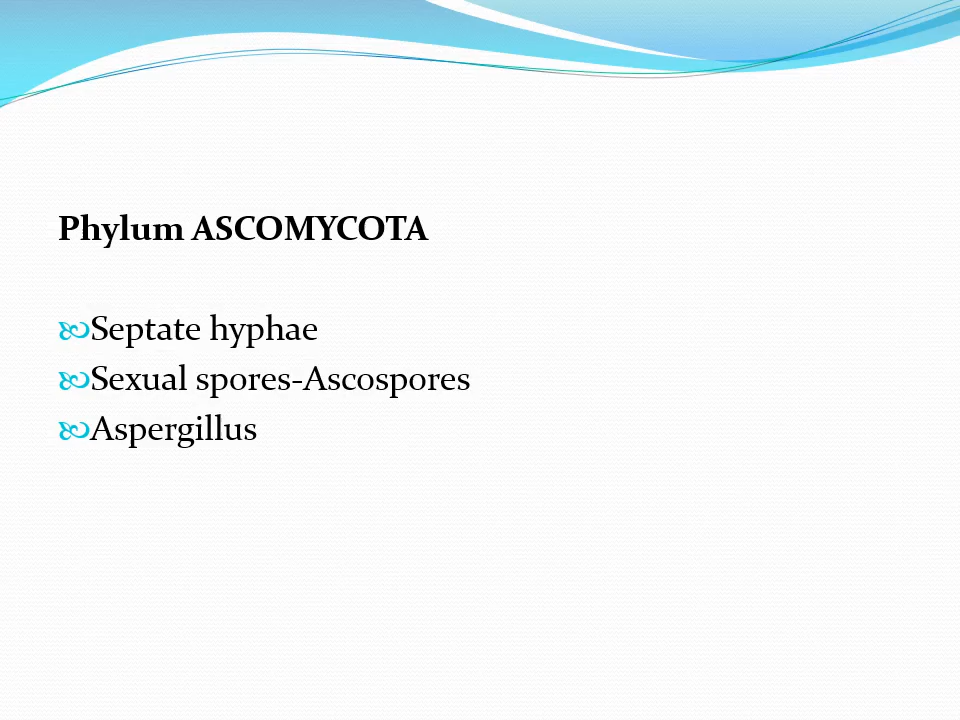 Phylum ASCOMYCOTA
Septate hyphae
Sexual spores-Ascospores
Aspergillus